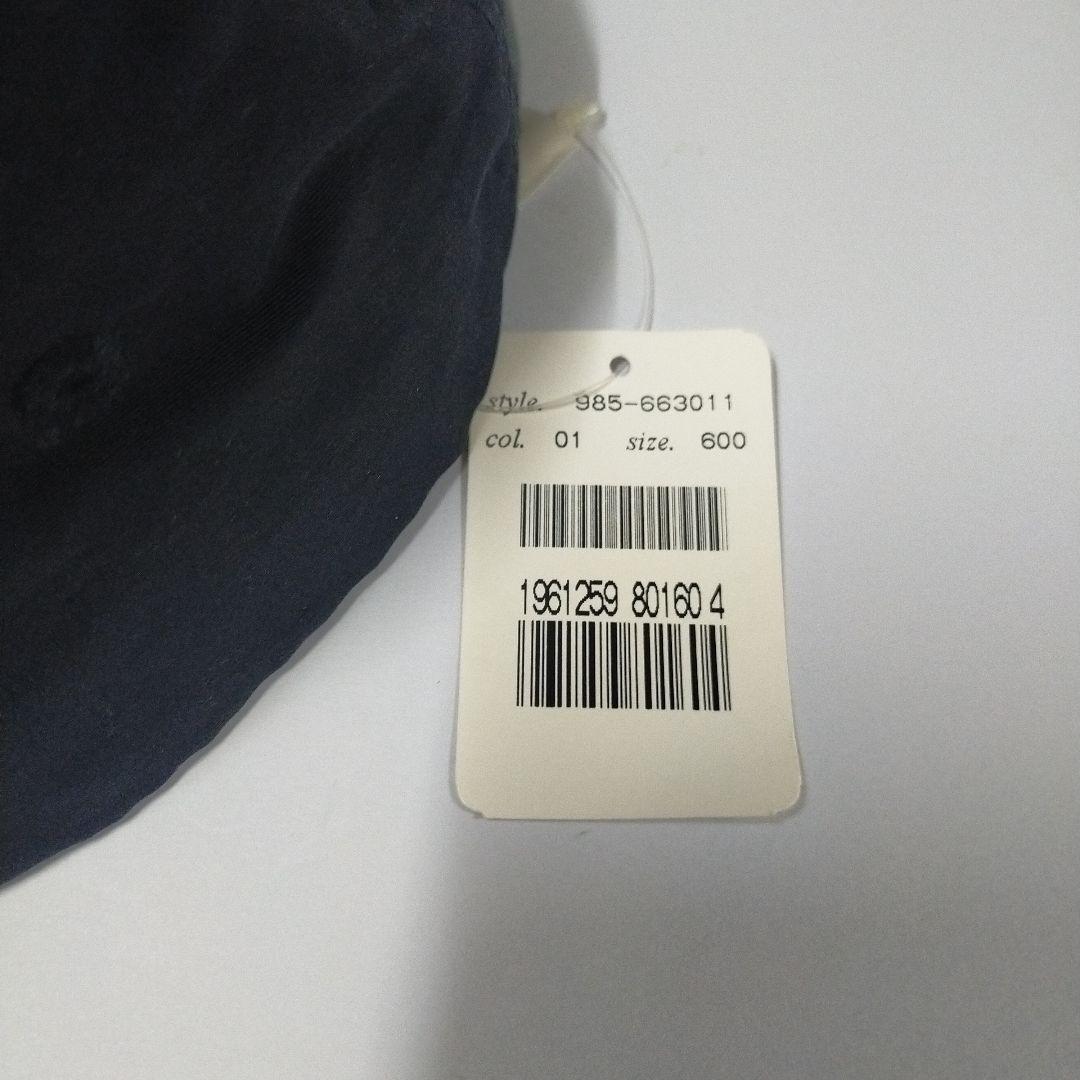 style. 985-663011
col. 01 size. 600
1961259 80160 4